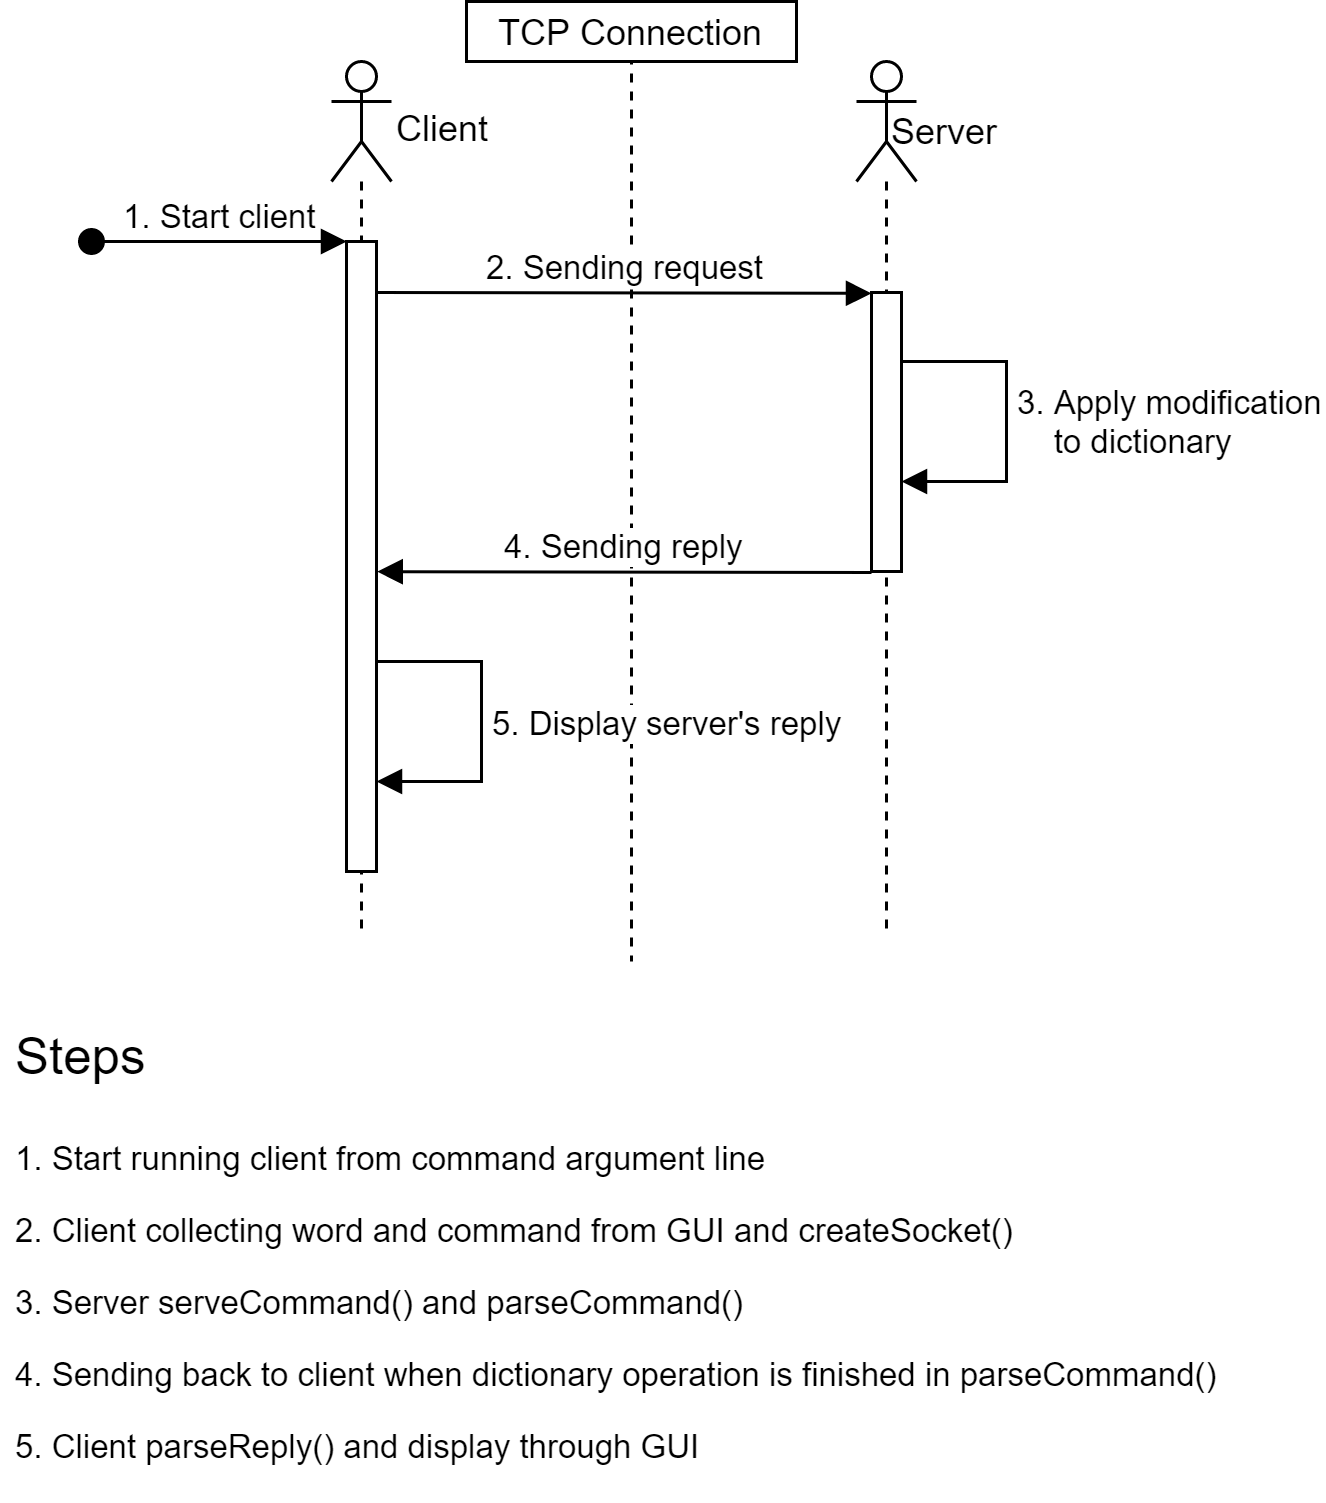 TCP Connection
Client
Server
1. Start client
2. Sending request
3. Apply modification
to dictionary
4. Sending reply
5. Display server's reply
Steps
1. Start running client from command argument line
2. Client collecting word and command from GUI and createSocket()
3. Server serveCommand() and parseCommand()
4. Sending back to client when dictionary operation is finished in parseCommand()
5. Client parseReply() and display through GUI